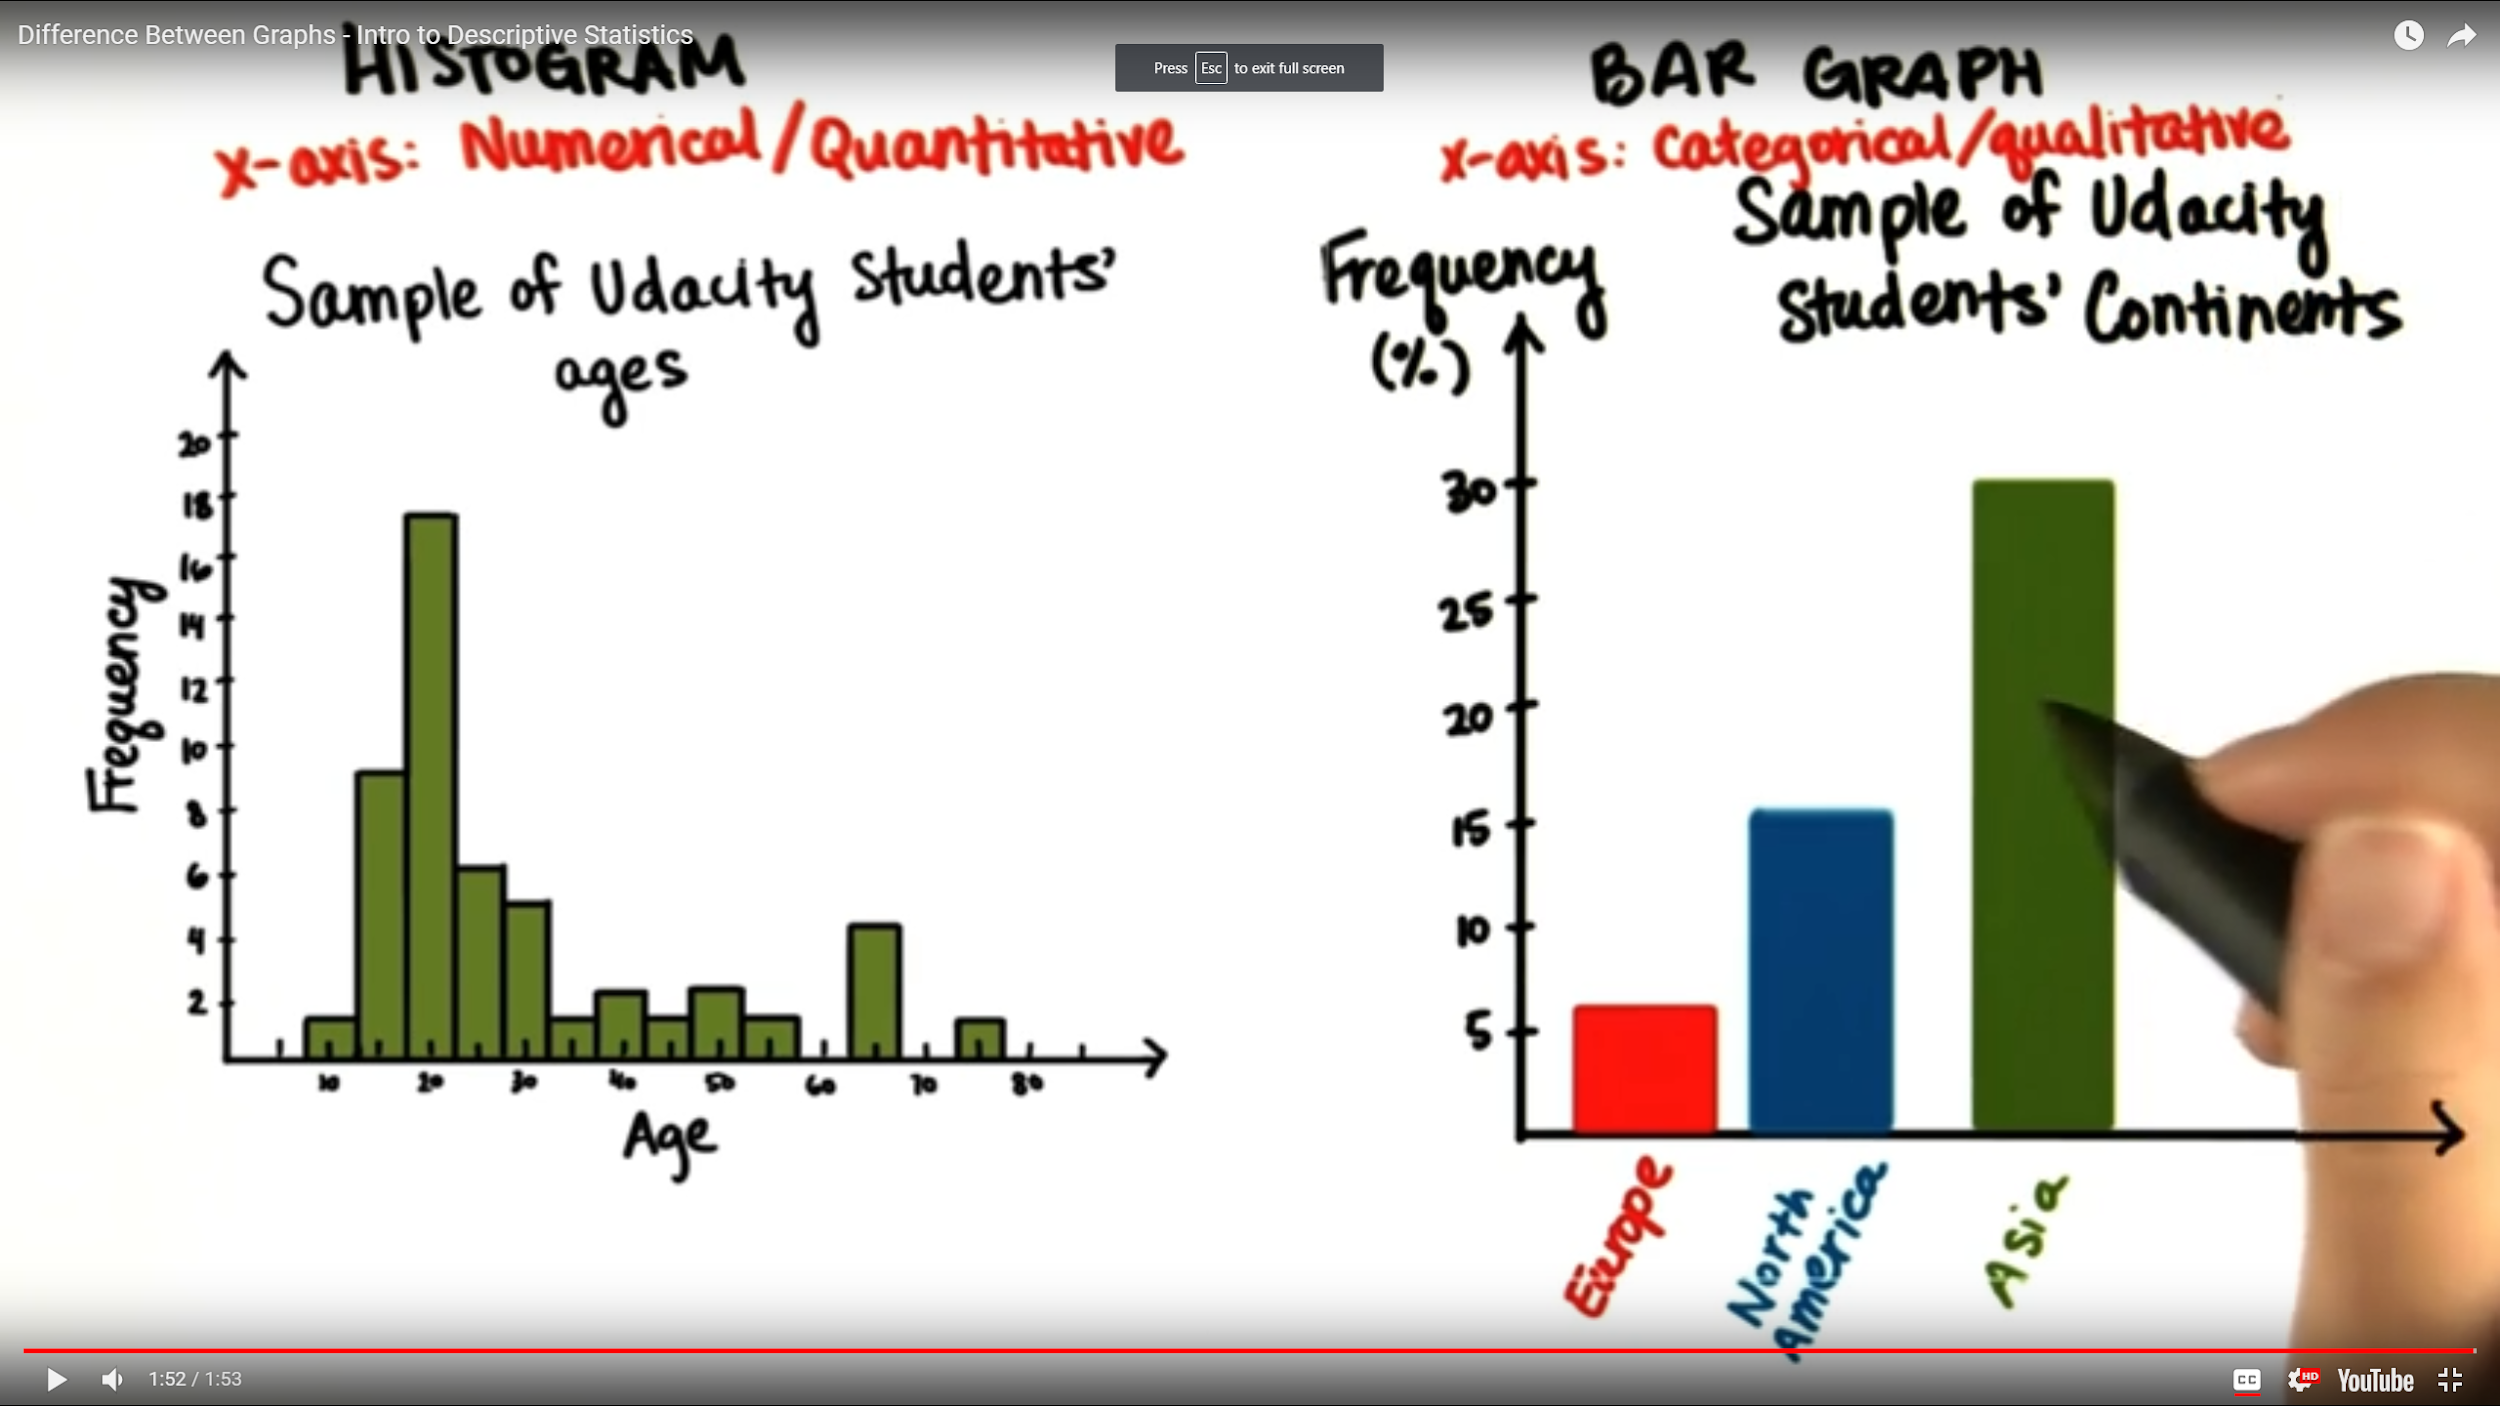 Difference Between Graphs - Intro to Descriptive Statistics
Press Esc to exit full screen
HISTOGRAM
x-axis: Numerical/Quantitative
Sample of Udacity Students'
ages
Frequency
20
18
16
14
12
10
8
6
4
2
10 20 30 40 50 60 70 80
Age
BAR GRAPH
x-axis: Categorical/qualitative
Sample of Udacity
Students' Continents
Frequency
(%)
30
25
20
15
10
5
Europe
North
America
Asia
1:52 / 1:53
CC
HD
YouTube